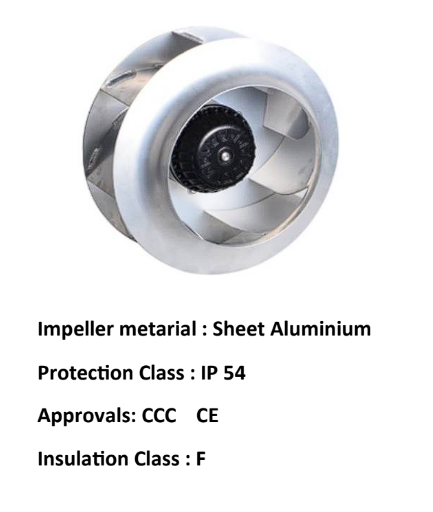 Impeller metarial : Sheet Aluminium
Protection Class : IP 54
Approvals: CCC CE
Insulation Class : F